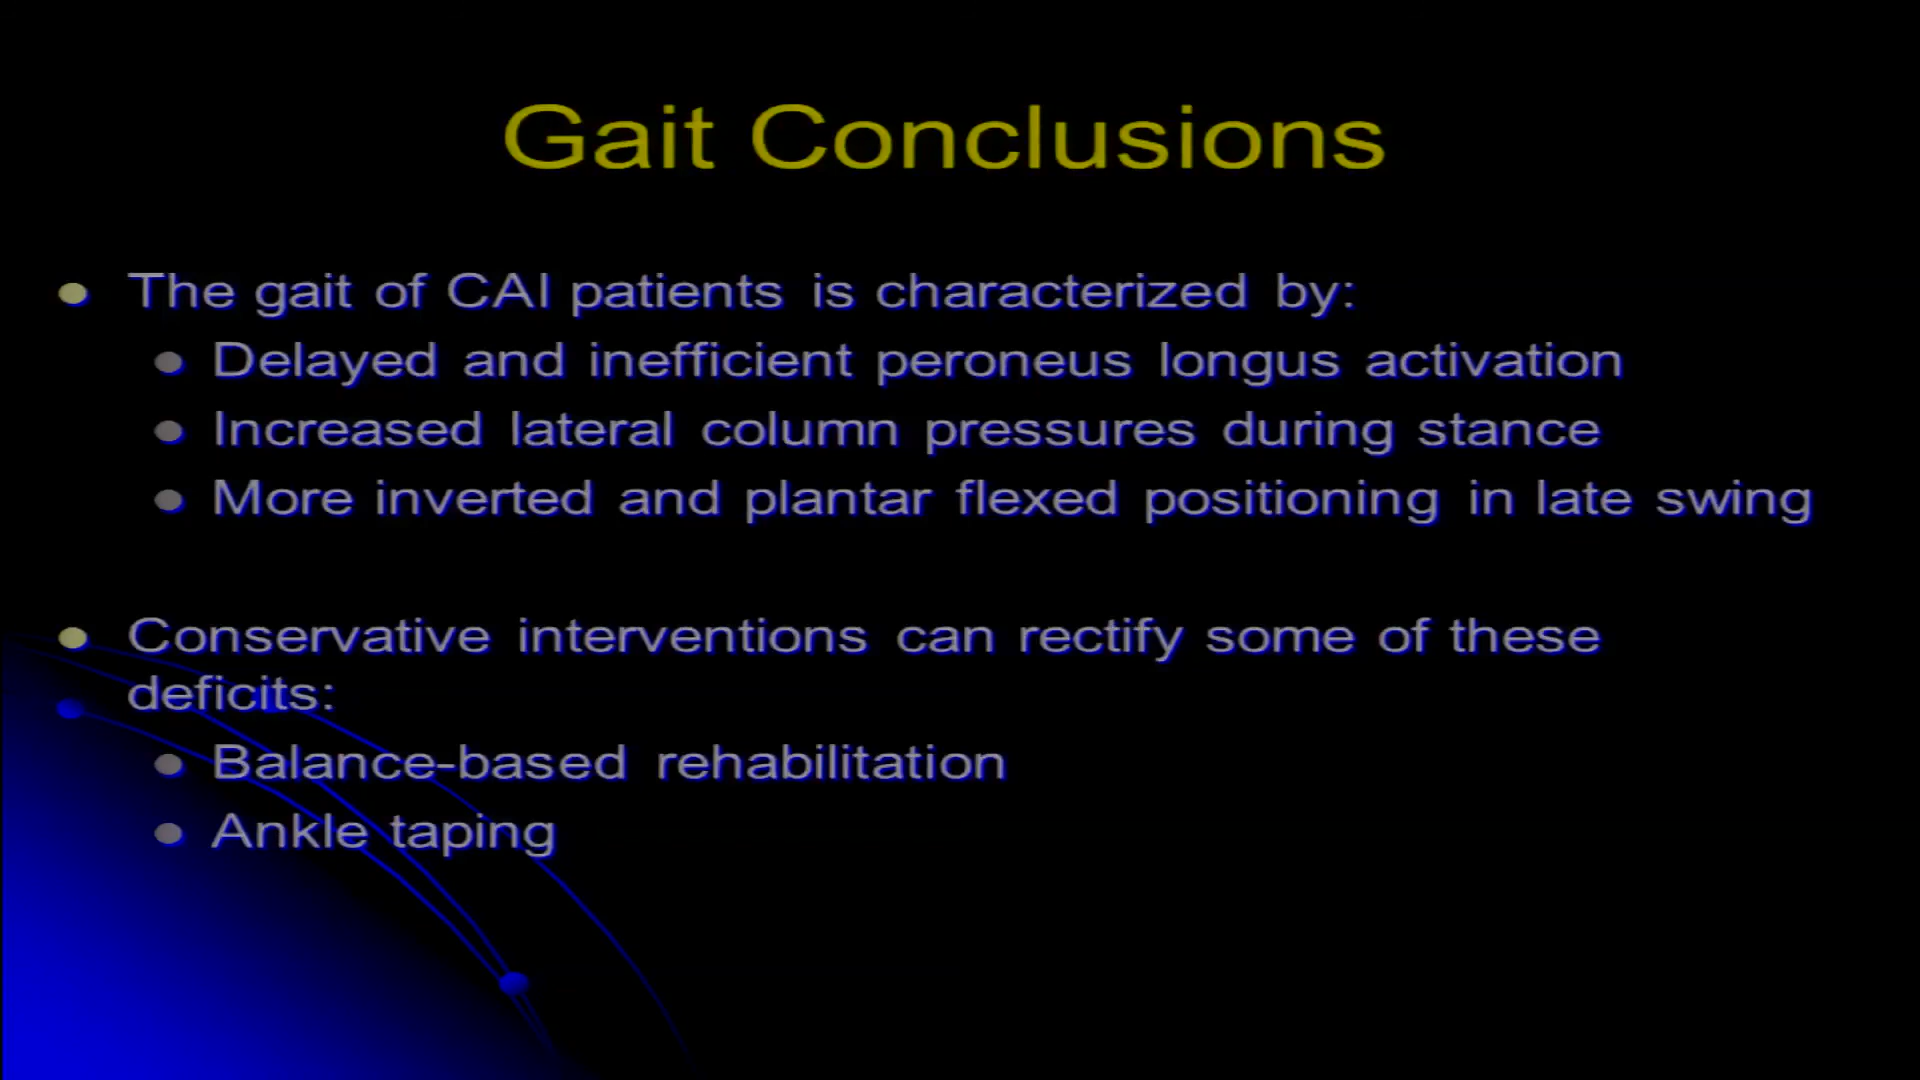 Gait Conclusions
The gait of CAI patients is characterized by:
Delayed and inefficient peroneus longus activation
Increased lateral column pressures during stance
More inverted and plantar flexed positioning in late swing
Conservative interventions can rectify some of these
deficits:
Balance-based rehabilitation
Ankle taping